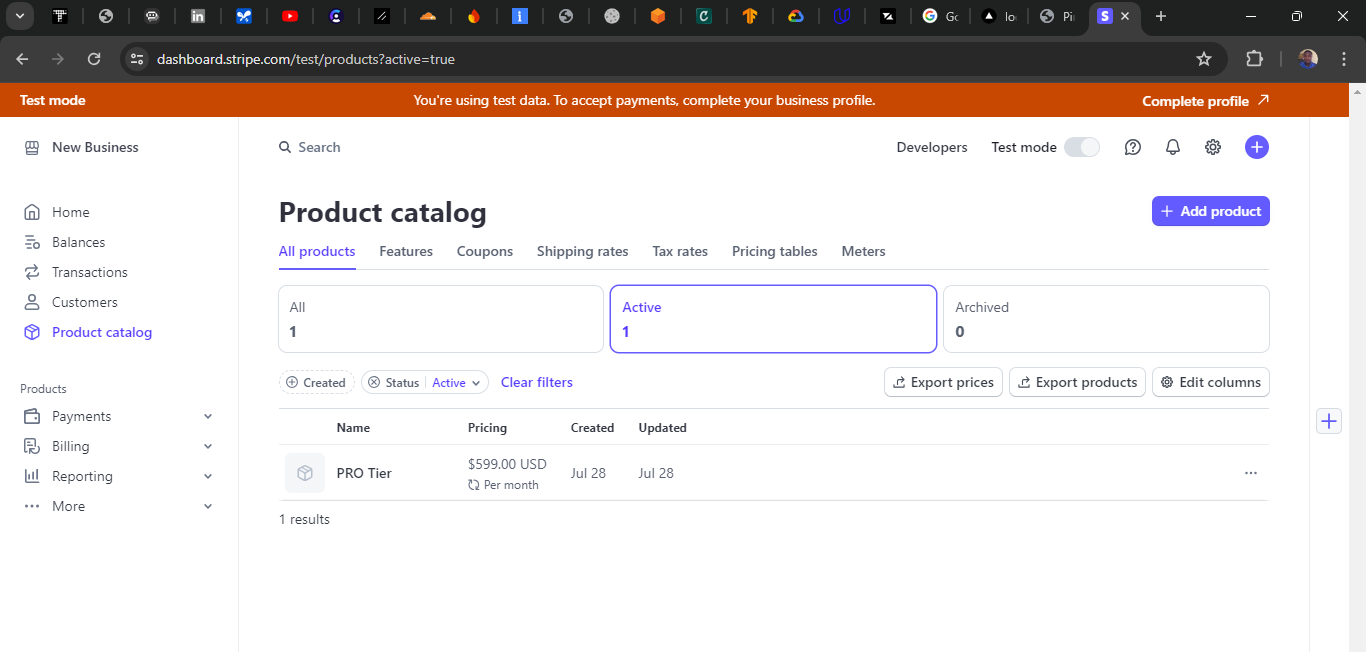 Gc
lo
Pi
S
dashboard.stripe.com/test/products?active=true
Test mode
You're using test data. To accept payments, complete your business profile.
Complete profile
New Business
Search
Developers
Test mode
Home
Balances
Transactions
Customers
Product catalog
Products
Payments
Billing
Reporting
More
Product catalog
Add product
All products
Features
Coupons
Shipping rates
Tax rates
Pricing tables
Meters
All
1
Active
1
Archived
0
Created
Status
Active
Clear filters
Export prices
Export products
Edit columns
Name
Pricing
Created
Updated
PRO Tier
$599.00 USD
Per month
Jul 28
Jul 28
1 results